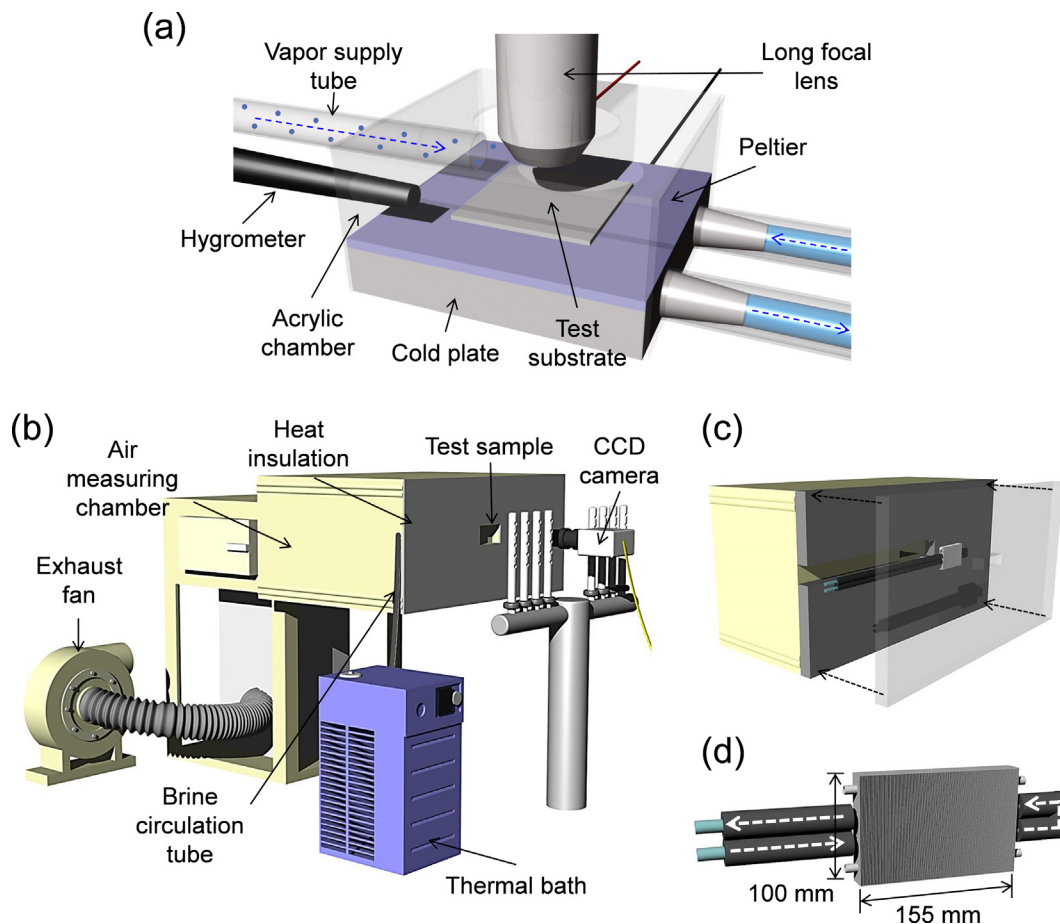 (a)
Vapor supply
tube
Long focal
lens
Peltier
Hygrometer
Acrylic
chamber
Cold plate
Test
substrate
(b)
Air
measuring
chamber
Heat
insulation
Test sample
CCD
camera
Exhaust
fan
Brine
circulation
tube
Thermal bath
(c)
(d)
100 mm
155 mm